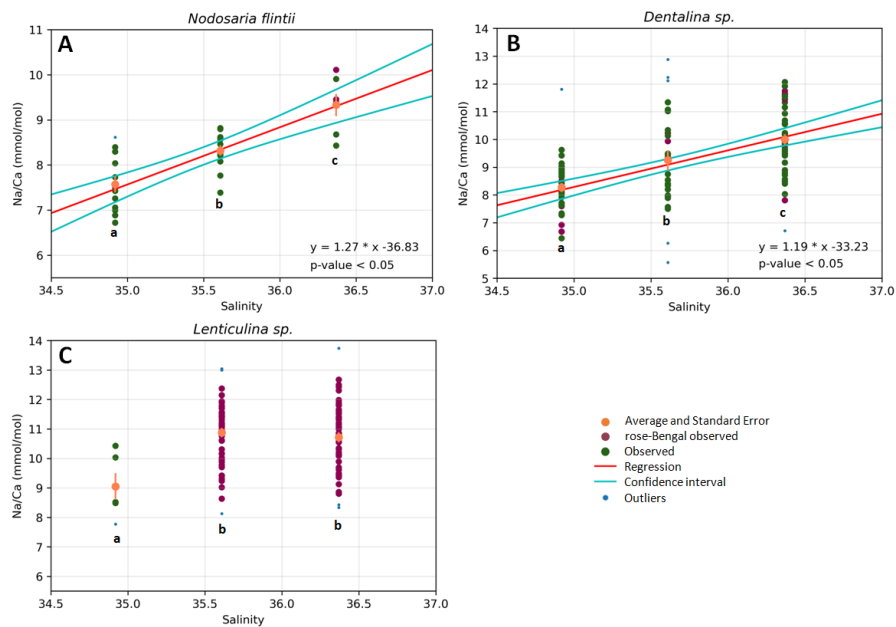 Nodosaria flintii
A
11
10
9
8
7
6
Na/Ca (mmol/mol)
a
b
c
y = 1.27 * x -36.83
p-value < 0.05
34.5 35.0 35.5 36.0 36.5 37.0
Salinity
Dentalina sp.
B
14
13
12
11
10
9
8
7
6
5
Na/Ca (mmol/mol)
a
b
c
y = 1.19 * x -33.23
p-value < 0.05
34.5 35.0 35.5 36.0 36.5 37.0
Salinity
Lenticulina sp.
C
14
13
12
11
10
9
8
7
6
Na/Ca (mmol/mol)
a
b
b
34.5 35.0 35.5 36.0 36.5 37.0
Salinity
Average and Standard Error
rose-Bengal observed
Observed
Regression
Confidence interval
Outliers